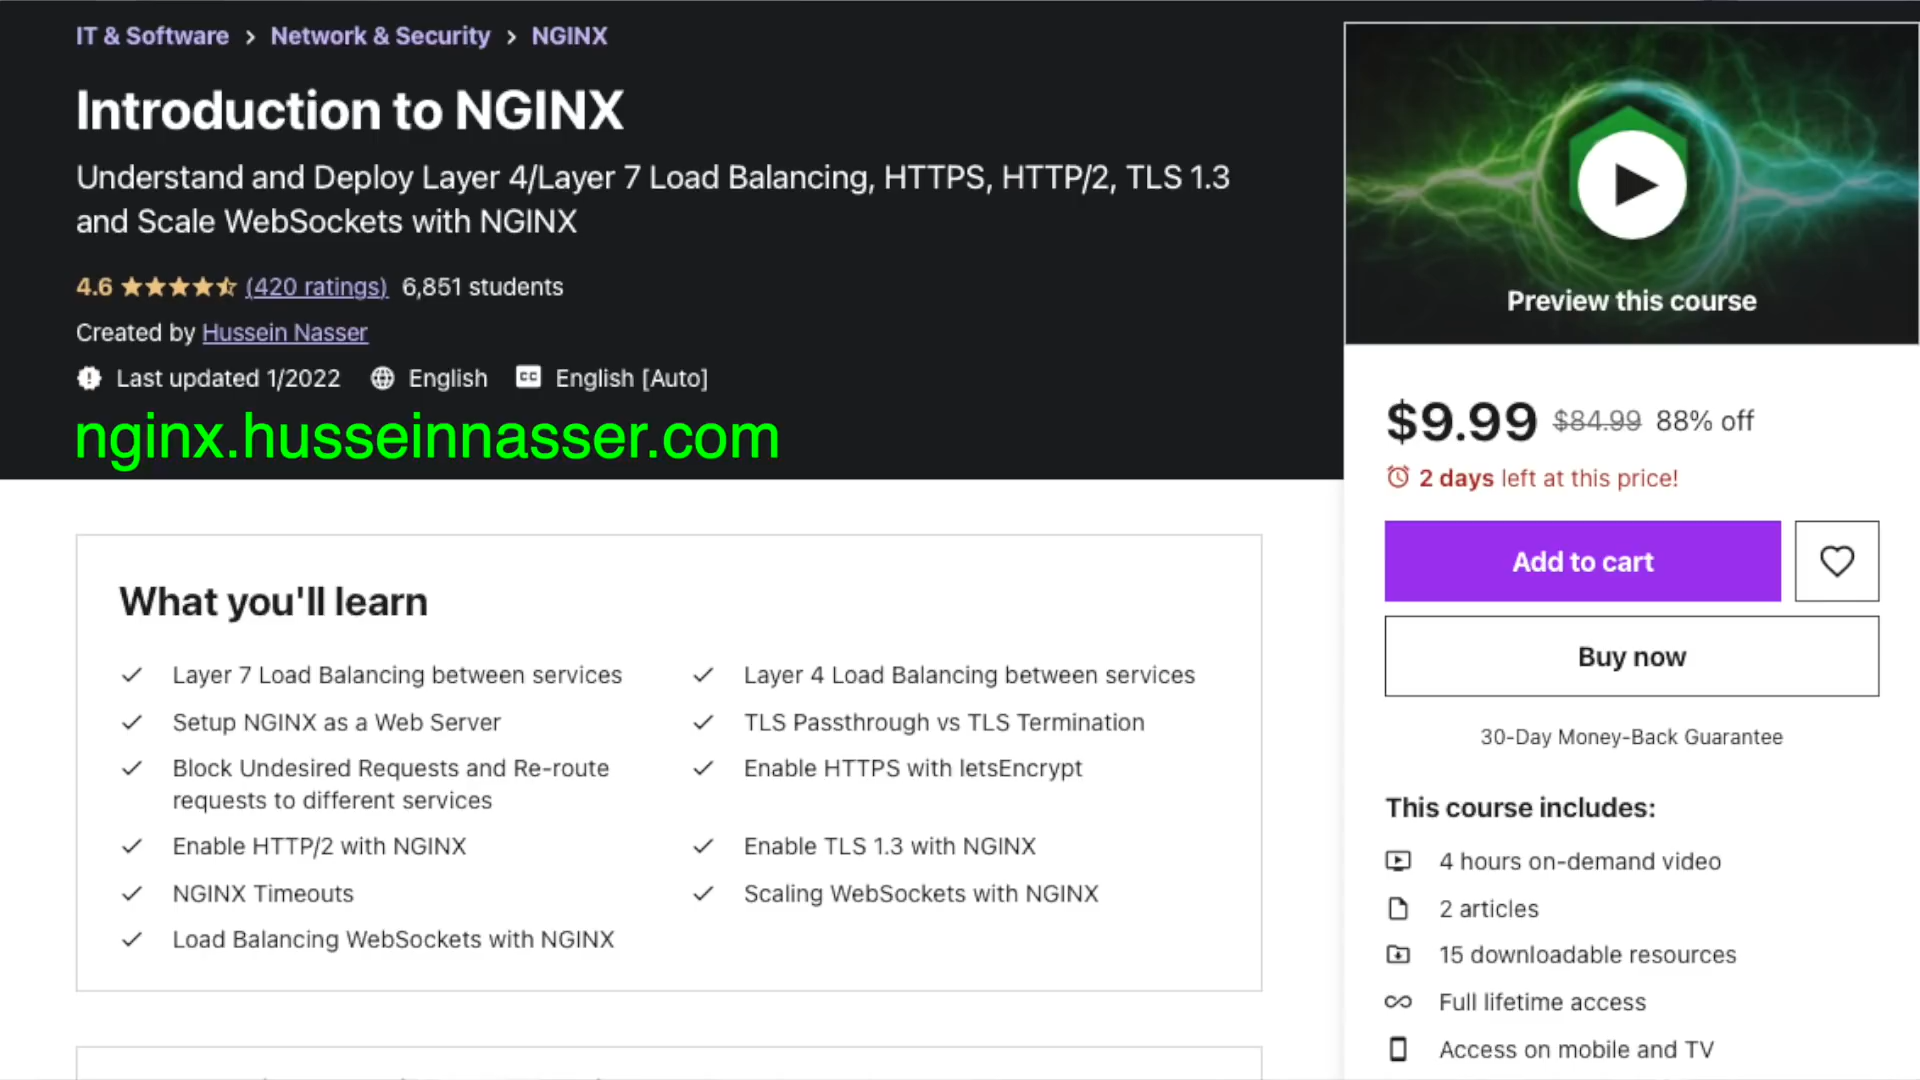 IT & Software > Network & Security > NGINX
Introduction to NGINX
Understand and Deploy Layer 4/Layer 7 Load Balancing, HTTPS, HTTP/2, TLS 1.3
and Scale WebSockets with NGINX
4.6 (420 ratings) 6,851 students
Created by Hussein Nasser
Last updated 1/2022 English CC English [Auto]
nginx.husseinnasser.com
What you'll learn
Layer 7 Load Balancing between services
Layer 4 Load Balancing between services
Setup NGINX as a Web Server
TLS Passthrough vs TLS Termination
Block Undesired Requests and Re-route
requests to different services
Enable HTTPS with letsEncrypt
Enable HTTP/2 with NGINX
Enable TLS 1.3 with NGINX
NGINX Timeouts
Scaling WebSockets with NGINX
Load Balancing WebSockets with NGINX
Preview this course
$9.99 $84.99 88% off
2 days left at this price!
Add to cart
Buy now
30-Day Money-Back Guarantee
This course includes:
4 hours on-demand video
2 articles
15 downloadable resources
Full lifetime access
Access on mobile and TV